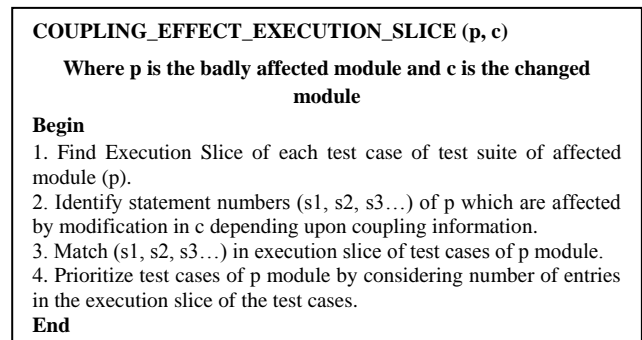 COUPLING_EFFECT_EXECUTION_SLICE (p, c)
Where p is the badly affected module and c is the changed
module
Begin
1. Find Execution Slice of each test case of test suite of affected
module (p).
2. Identify statement numbers (s1, s2, s3…) of p which are affected
by modification in c depending upon coupling information.
3. Match (s1, s2, s3…) in execution slice of test cases of p module.
4. Prioritize test cases of p module by considering number of entries
in the execution slice of the test cases.
End